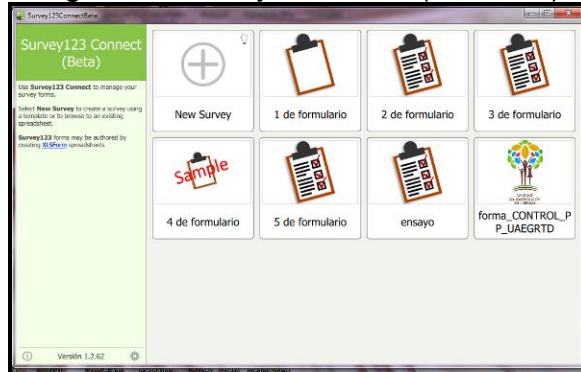 Survey123ConnectBeta
Survey123 Connect
(Beta)
Use Survey123 Connect to manage your
survey forms.
Select New Survey to create a survey using
a template or to browse to an existing
spreadsheet.
Survey123 forms may be authored by
creating XLSForm spreadsheets
New Survey
1 de formulario
2 de formulario
3 de formulario
Sample
4 de formulario
5 de formulario
ensayo
forma_CONTROL_P
P_UAEGRTD
Versión 1.2.62